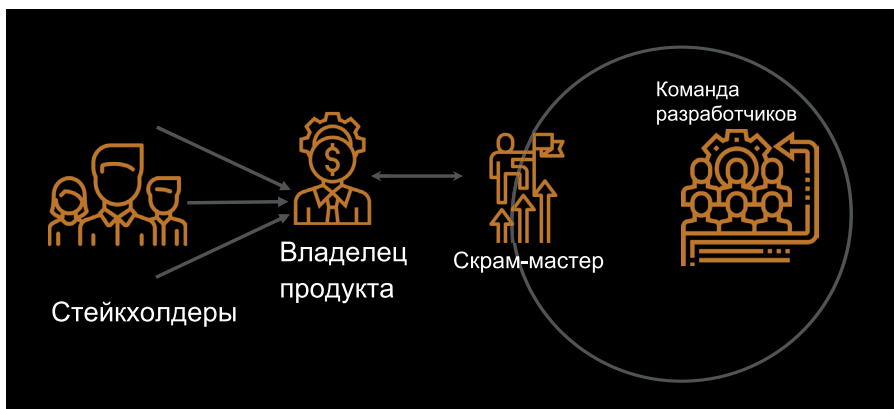 Стейкхолдеры
Владелец
продукта
Скрам-мастер
Команда
разработчиков
$